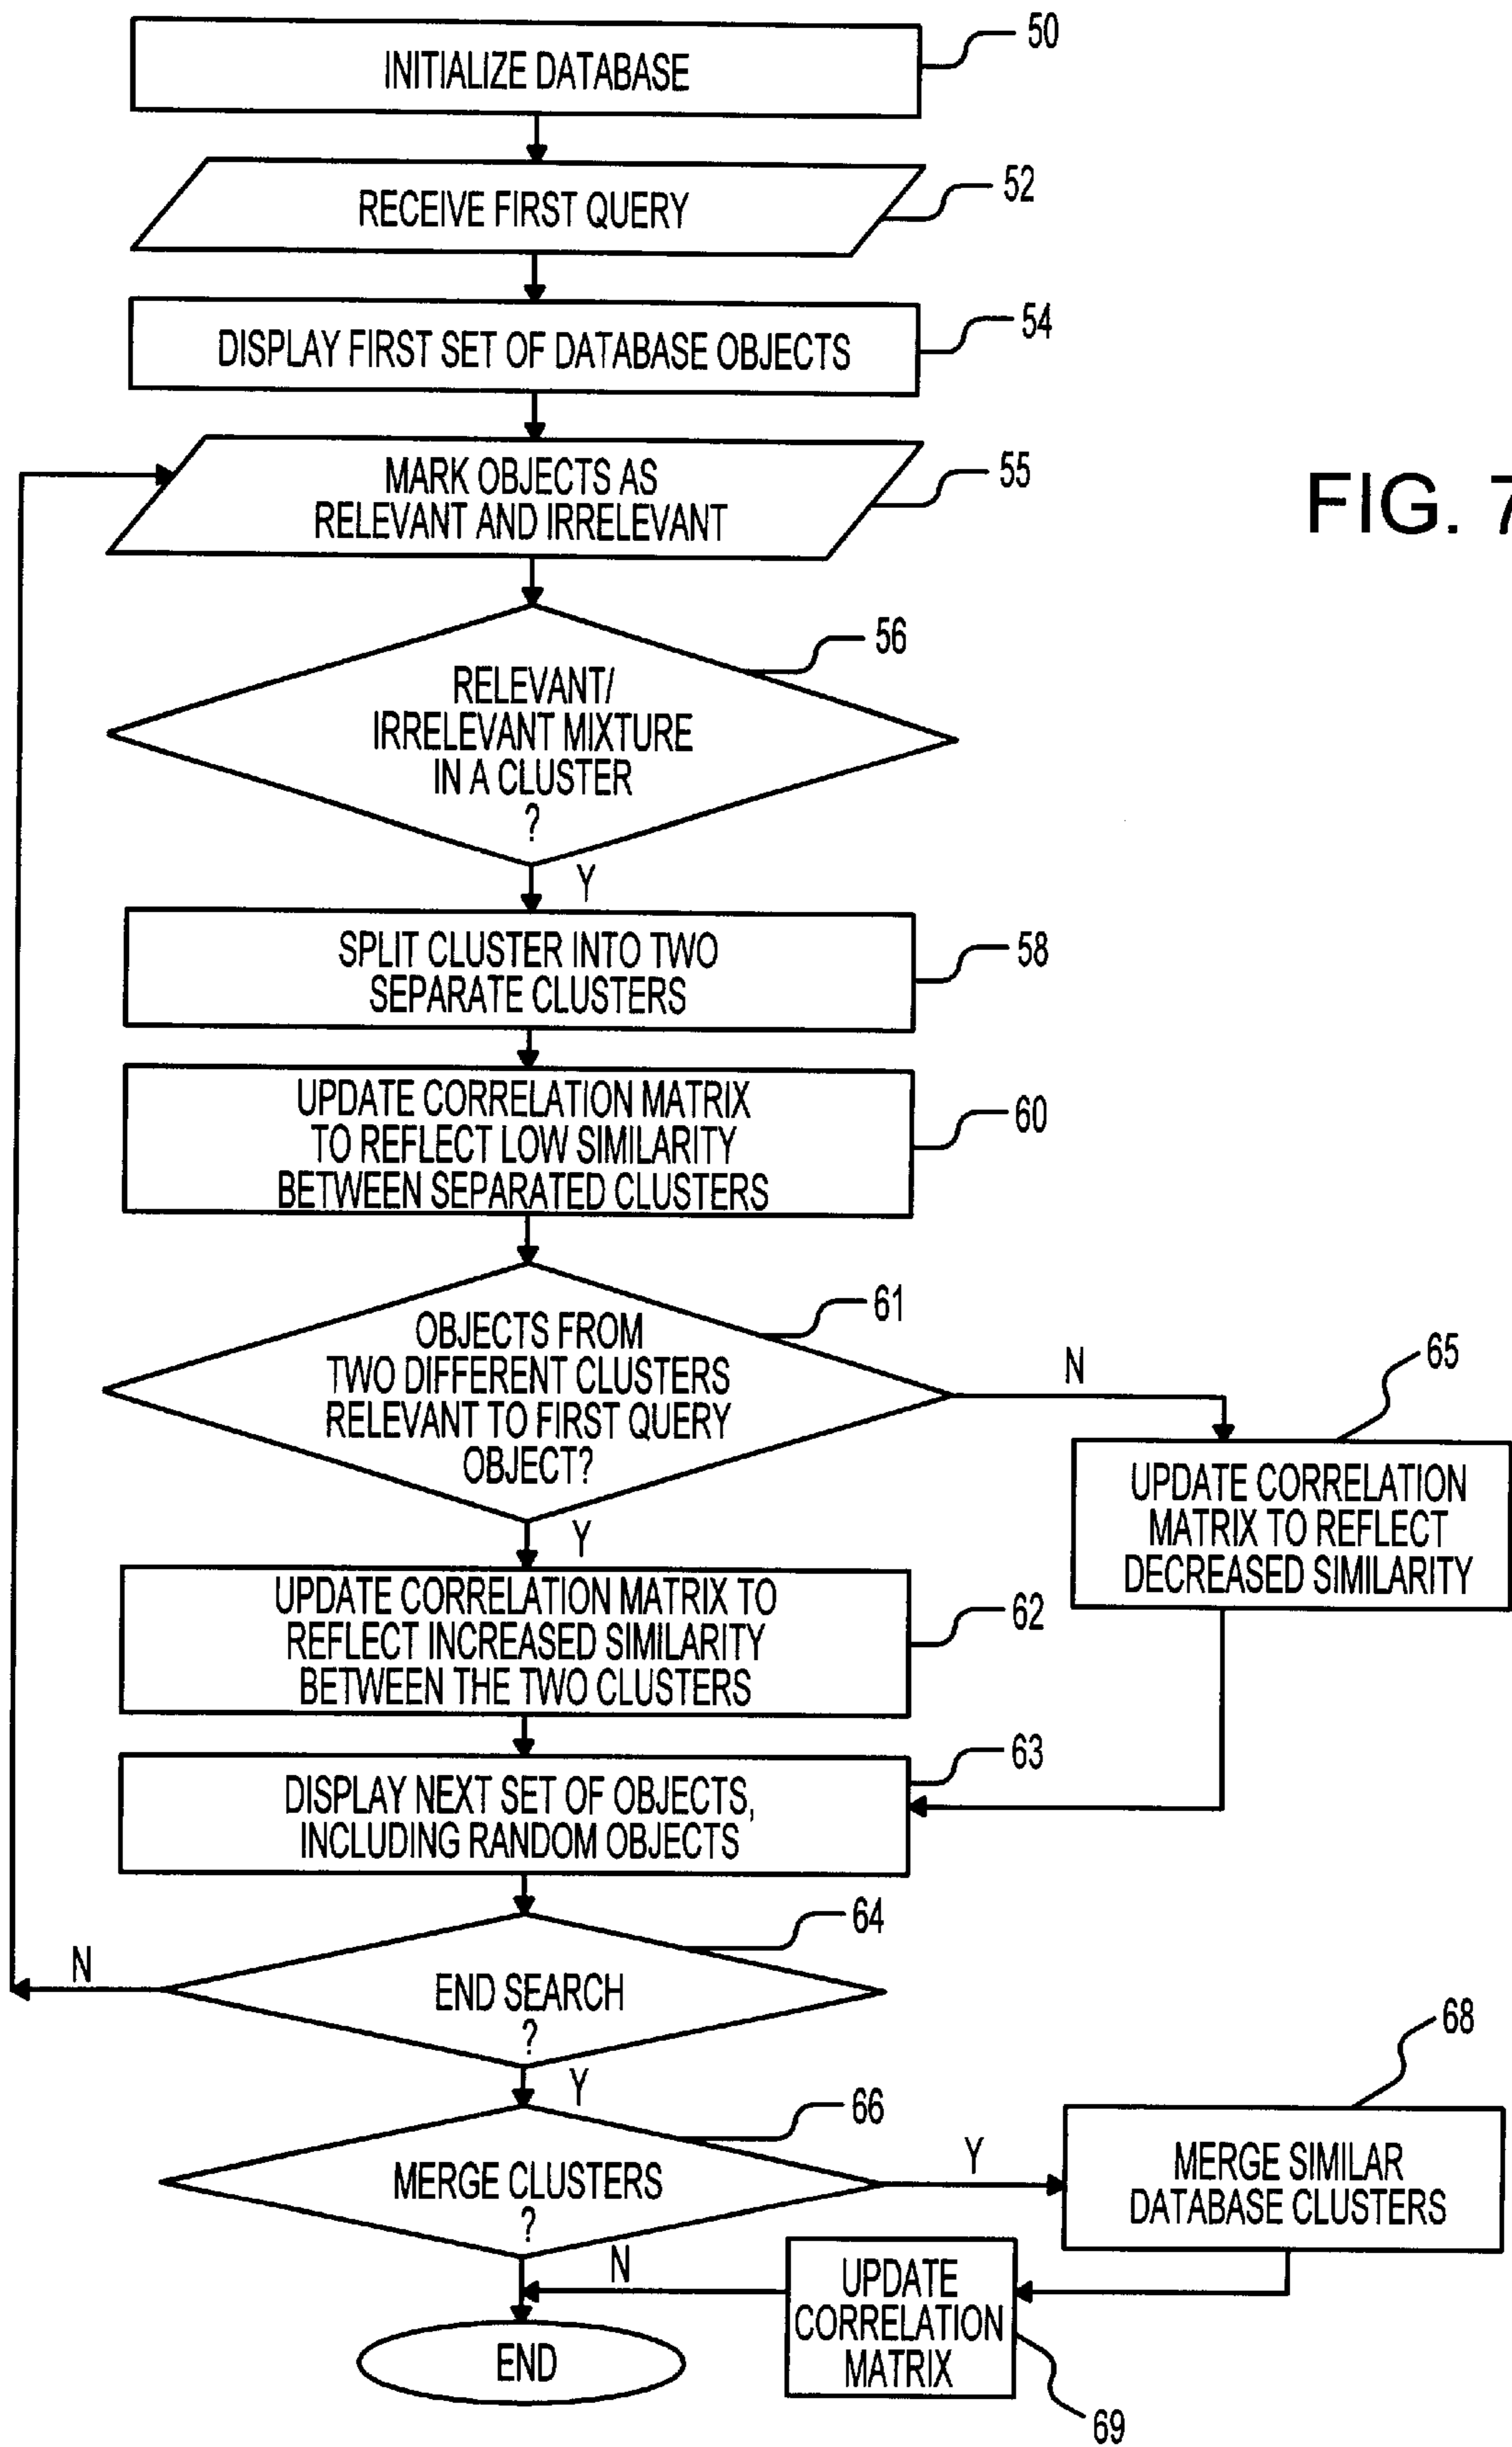 50
INITIALIZE DATABASE
52
RECEIVE FIRST QUERY
54
DISPLAY FIRST SET OF DATABASE OBJECTS
55
MARK OBJECTS AS
RELEVANT AND IRRELEVANT
FIG. 7
56
RELEVANT/
IRRELEVANT MIXTURE
IN A CLUSTER
?
Y
58
SPLIT CLUSTER INTO TWO
SEPARATE CLUSTERS
60
UPDATE CORRELATION MATRIX
TO REFLECT LOW SIMILARITY
BETWEEN SEPARATED CLUSTERS
61
OBJECTS FROM
TWO DIFFERENT CLUSTERS
RELEVANT TO FIRST QUERY
OBJECT?
N
65
UPDATE CORRELATION
MATRIX TO REFLECT
DECREASED SIMILARITY
Y
62
UPDATE CORRELATION MATRIX TO
REFLECT INCREASED SIMILARITY
BETWEEN THE TWO CLUSTERS
63
DISPLAY NEXT SET OF OBJECTS,
INCLUDING RANDOM OBJECTS
64
N
END SEARCH
?
Y
66
MERGE CLUSTERS
?
Y
68
MERGE SIMILAR
DATABASE CLUSTERS
N
UPDATE
CORRELATION
MATRIX
69
END